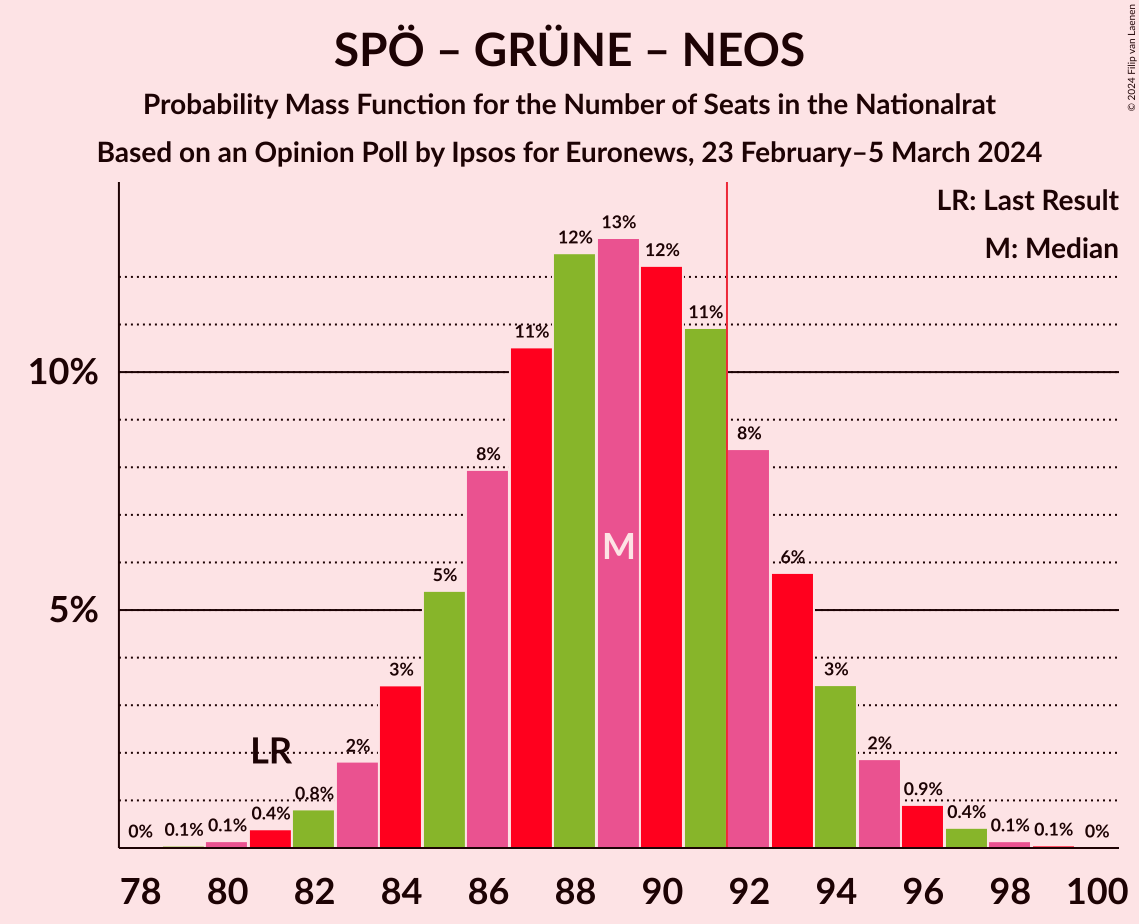 SPÖ – GRÜNE – NEOS
Probability Mass Function for the Number of Seats in the Nationalrat
Based on an Opinion Poll by Ipsos for Euronews, 23 February–5 March 2024
© 2024 Filip van Laenen
LR: Last Result
M: Median
10%
5%
0%
0.1%
0.1%
0.4%
LR
0.8%
2%
3%
5%
8%
11%
12%
13%
M
12%
11%
8%
6%
3%
2%
0.9%
0.4%
0.1%
0.1%
0%
78 80 82 84 86 88 90 92 94 96 98 100